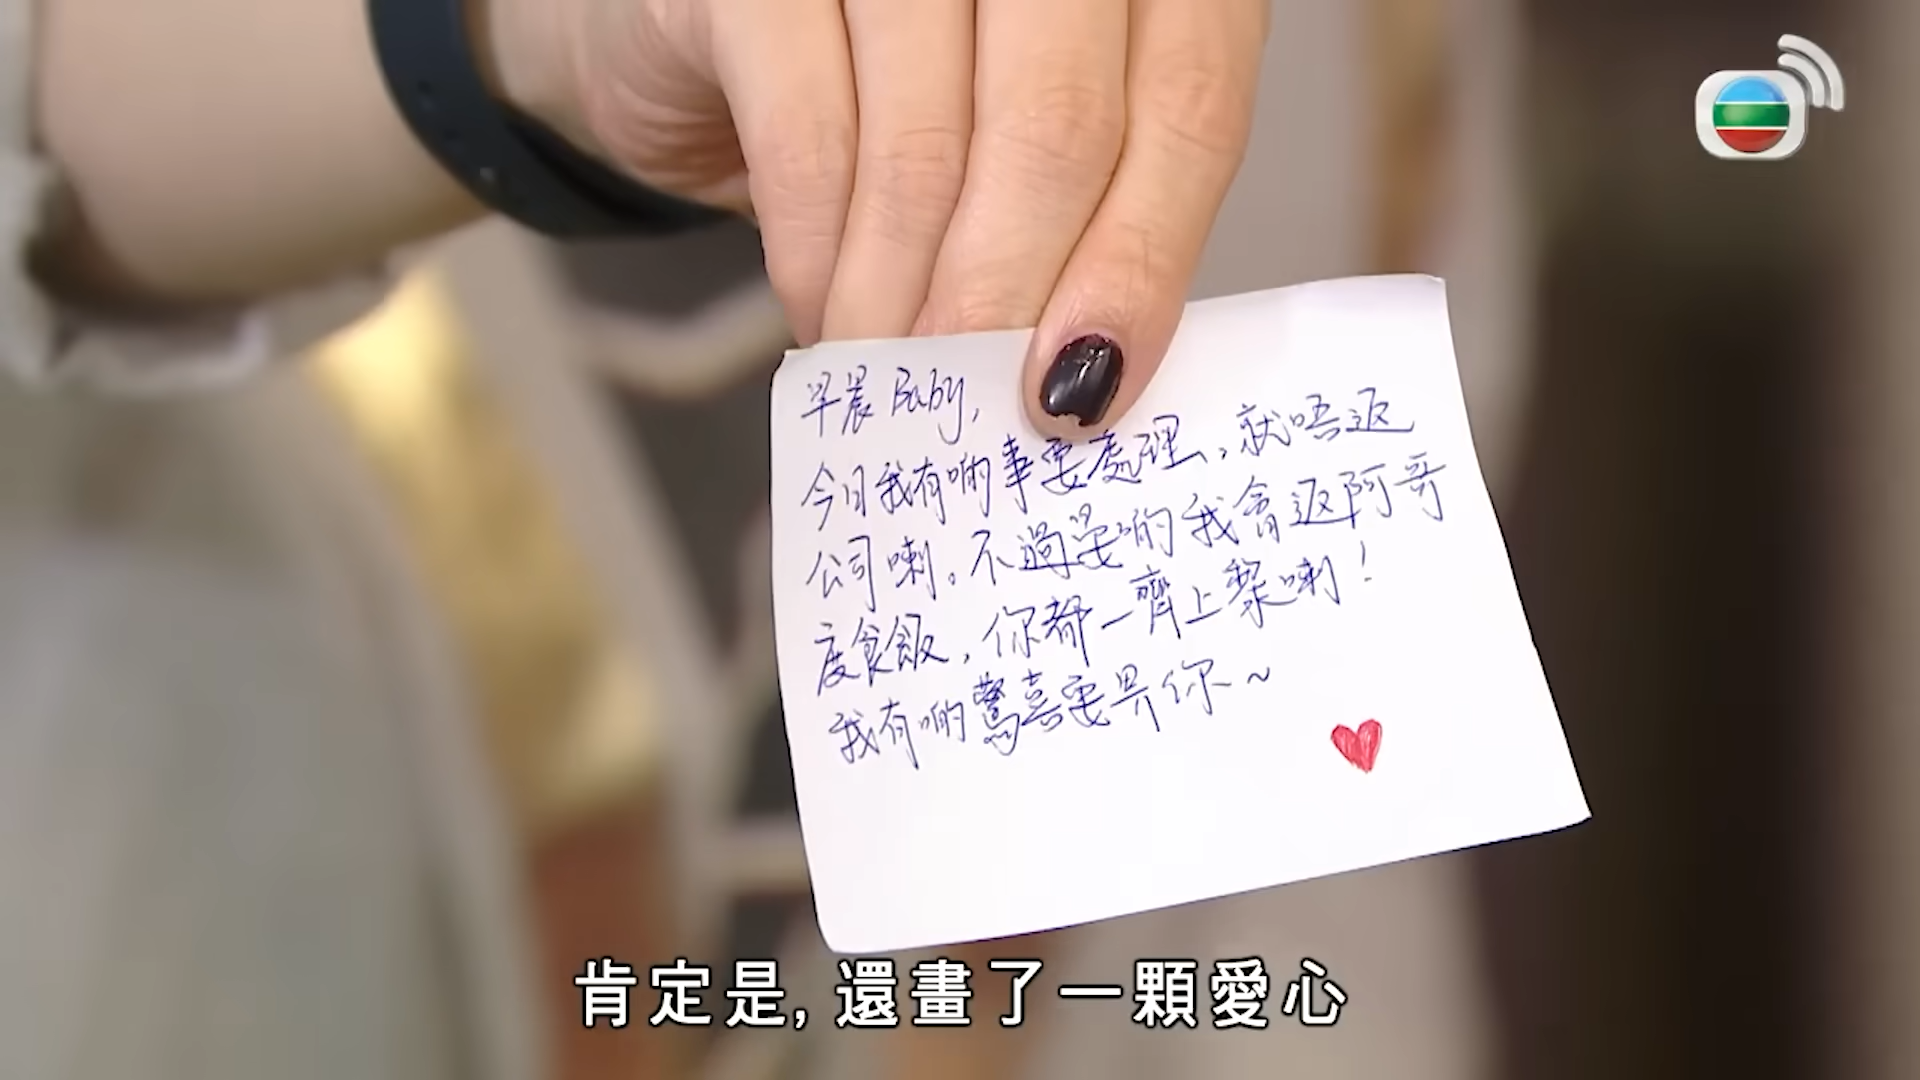 早晨 Baby,
今日我有啲事要處理, 就唔返
公司喇。不過晏啲我會返阿哥
度食飯, 你都一齊上黎喇!
我有啲驚喜要畀你~
肯定是, 還畫了一顆愛心